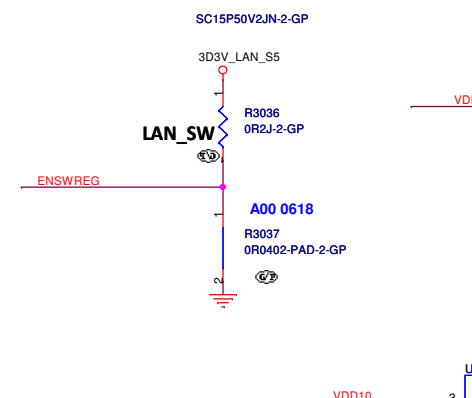 SC15P50V2JN-2-GP
3D3V_LAN_S5
1
R3036
0R2J-2-GP
LAN_SW
ENSWREG
A00 0618
1
R3037
0R0402-PAD-2-GP
2
G/P
U
VDD10
3